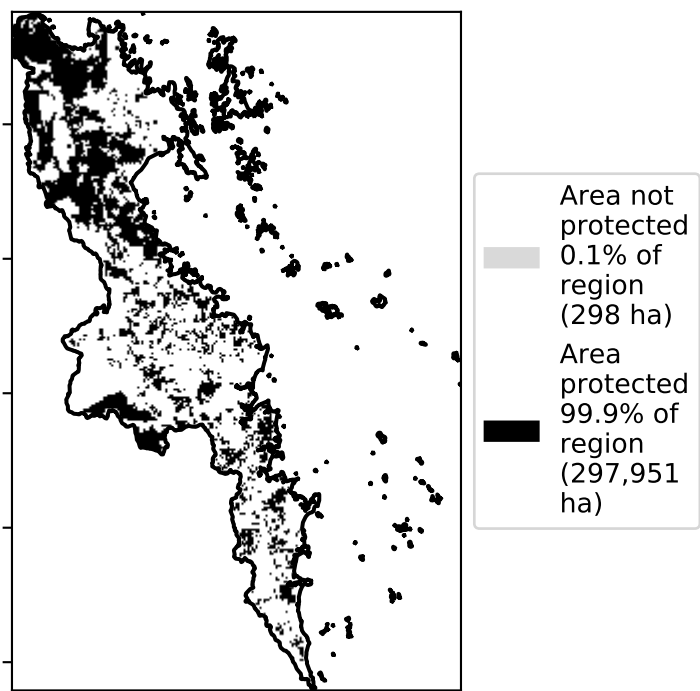 Area not
protected
0.1% of
region
(298 ha)
Area
protected
99.9% of
region
(297,951
ha)